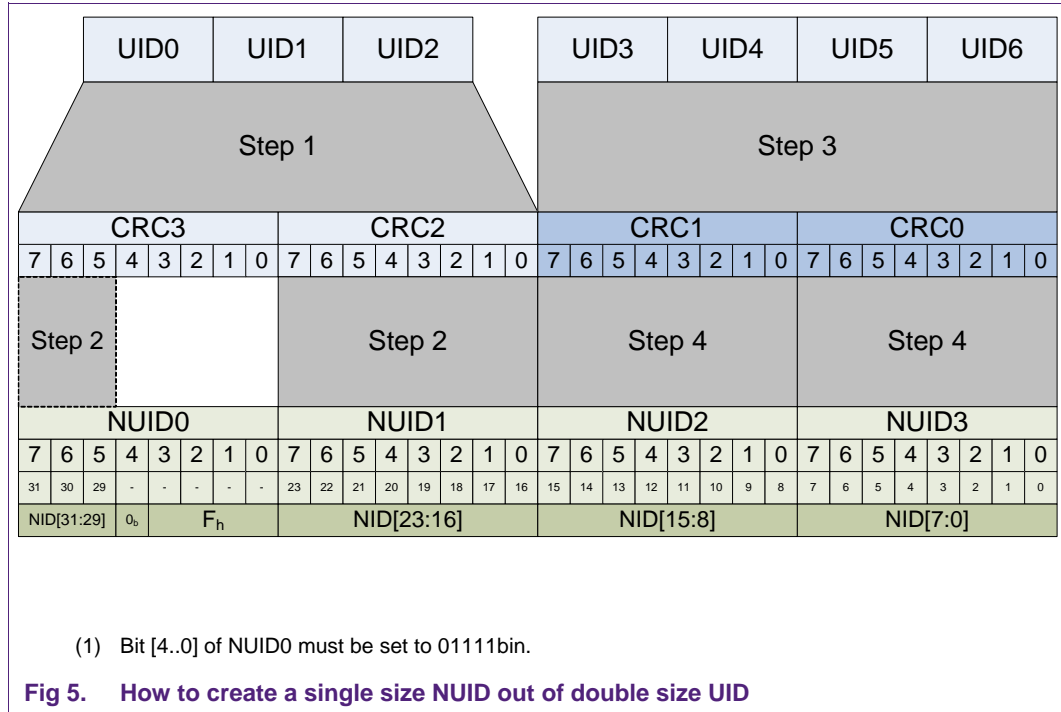 UID0 UID1 UID2 UID3 UID4 UID5 UID6
Step 1 Step 3
CRC3 CRC2 CRC1 CRC0
7 6 5 4 3 2 1 0 7 6 5 4 3 2 1 0 7 6 5 4 3 2 1 0 7 6 5 4 3 2 1 0
Step 2 Step 2 Step 4 Step 4
NUID0 NUID1 NUID2 NUID3
7 6 5 4 3 2 1 0 7 6 5 4 3 2 1 0 7 6 5 4 3 2 1 0 7 6 5 4 3 2 1 0
31 30 29 - - - - - 23 22 21 20 19 18 17 16 15 14 13 12 11 10 9 8 7 6 5 4 3 2 1 0
NID[31:29] 0b Fh NID[23:16] NID[15:8] NID[7:0]
(1) Bit [4..0] of NUID0 must be set to 01111bin.
Fig 5. How to create a single size NUID out of double size UID